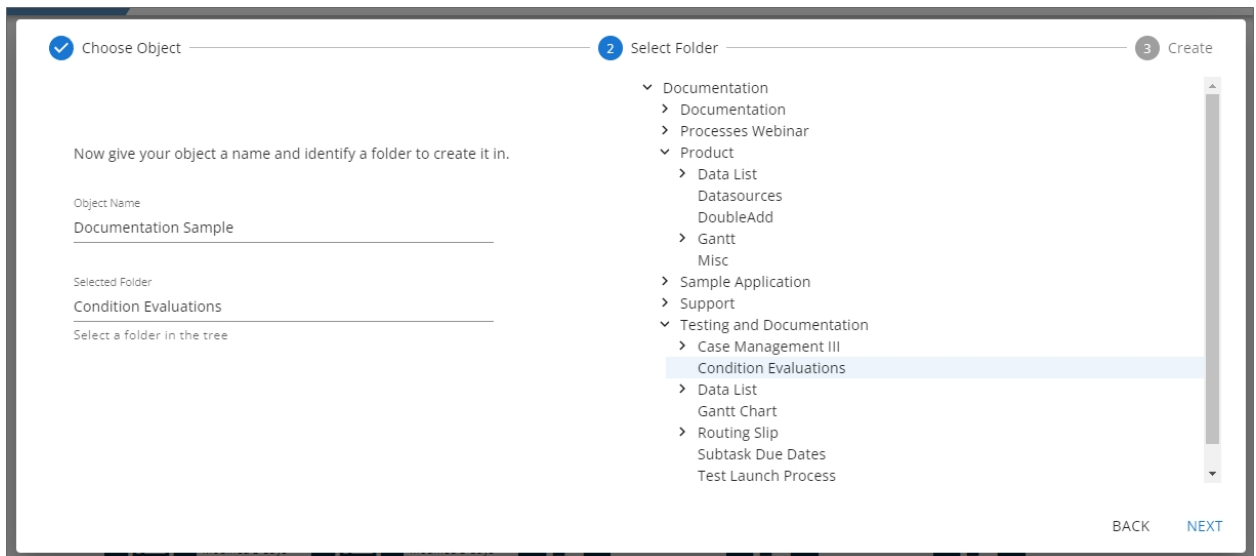 Choose Object
2 Select Folder
3 Create
Now give your object a name and identify a folder to create it in.
Object Name
Documentation Sample
Selected Folder
Condition Evaluations
Select a folder in the tree
Documentation
Documentation
Processes Webinar
Product
Data List
Datasources
DoubleAdd
Gantt
Misc
Sample Application
Support
Testing and Documentation
Case Management III
Condition Evaluations
Data List
Gantt Chart
Routing Slip
Subtask Due Dates
Test Launch Process
BACK NEXT